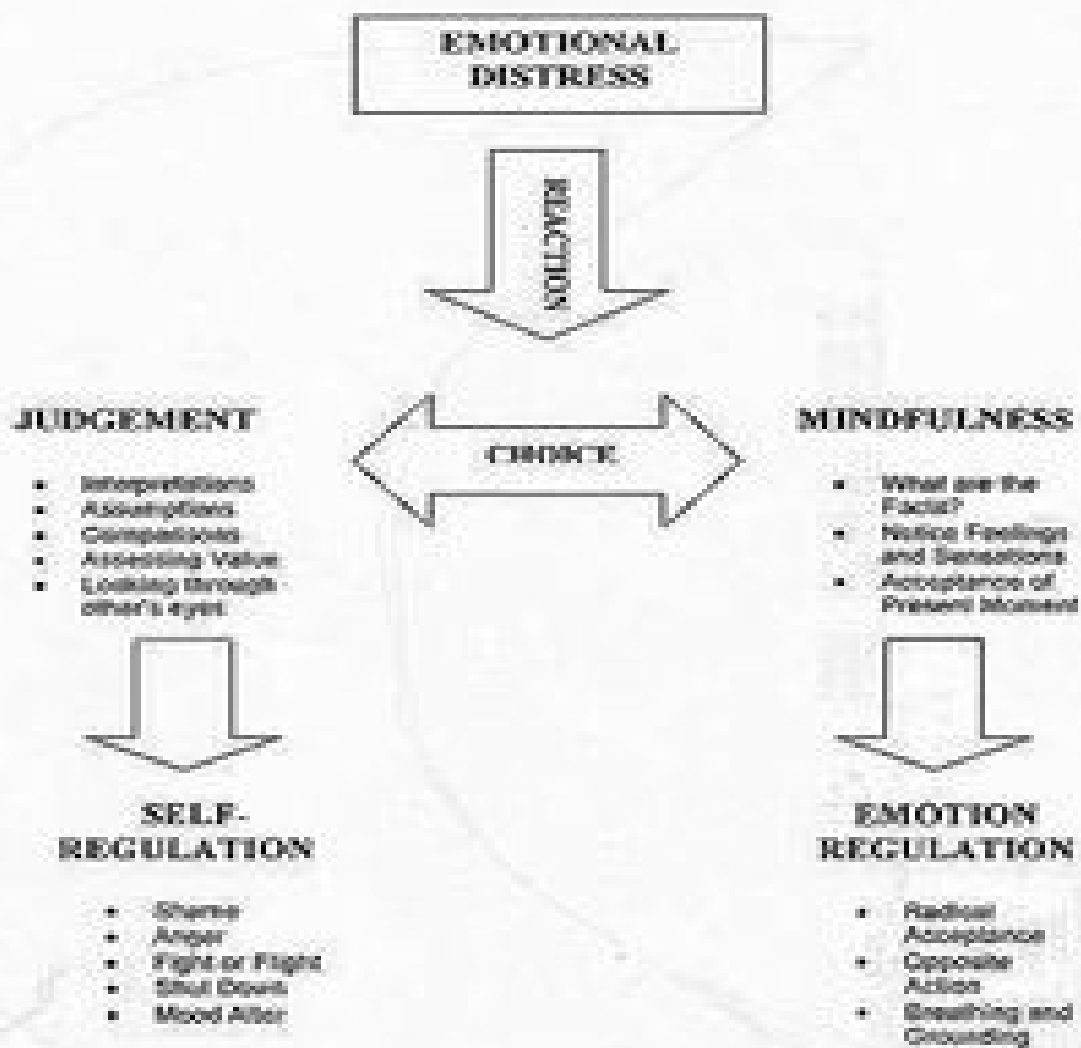 EMOTIONAL
DISTRESS
REACTION
CHOICE
JUDGEMENT
• Interpretations
• Assumptions
• Comparisons
• Assessing Value
• Looking through
other's eyes
MINDFULNESS
• What are the
Facts?
• Notice Feelings
and Sensations
• Acceptance of
Present Moment
SELF-
REGULATION
• Shame
• Anger
• Fight or Flight
• Shut Down
• Mood Alter
EMOTION
REGULATION
• Radical
Acceptance
• Opposite
Action
• Breathing and
Grounding